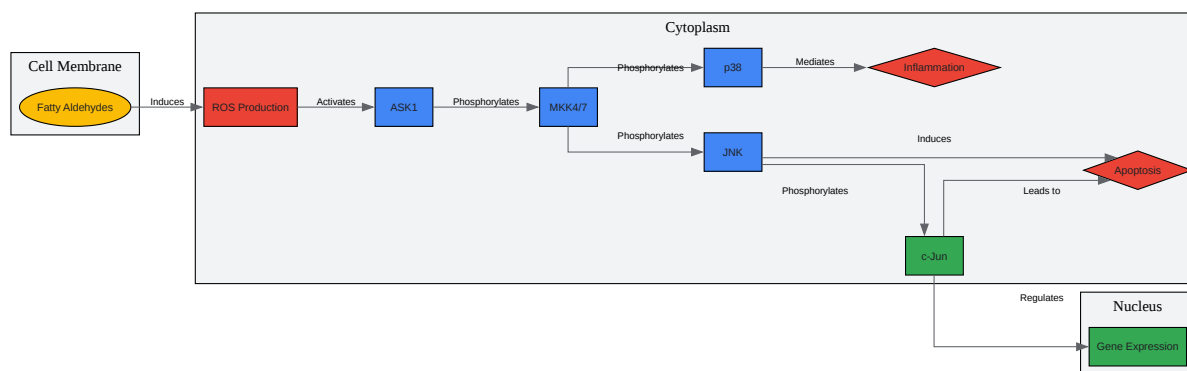 Cytoplasm
Cell Membrane
Fatty Aldehydes
Induces
ROS Production
Activates
ASK1
Phosphorylates
MKK4/7
Phosphorylates
p38
Mediates
Inflammation
Phosphorylates
JNK
Induces
Apoptosis
Phosphorylates
Leads to
c-Jun
Regulates
Nucleus
Gene Expression